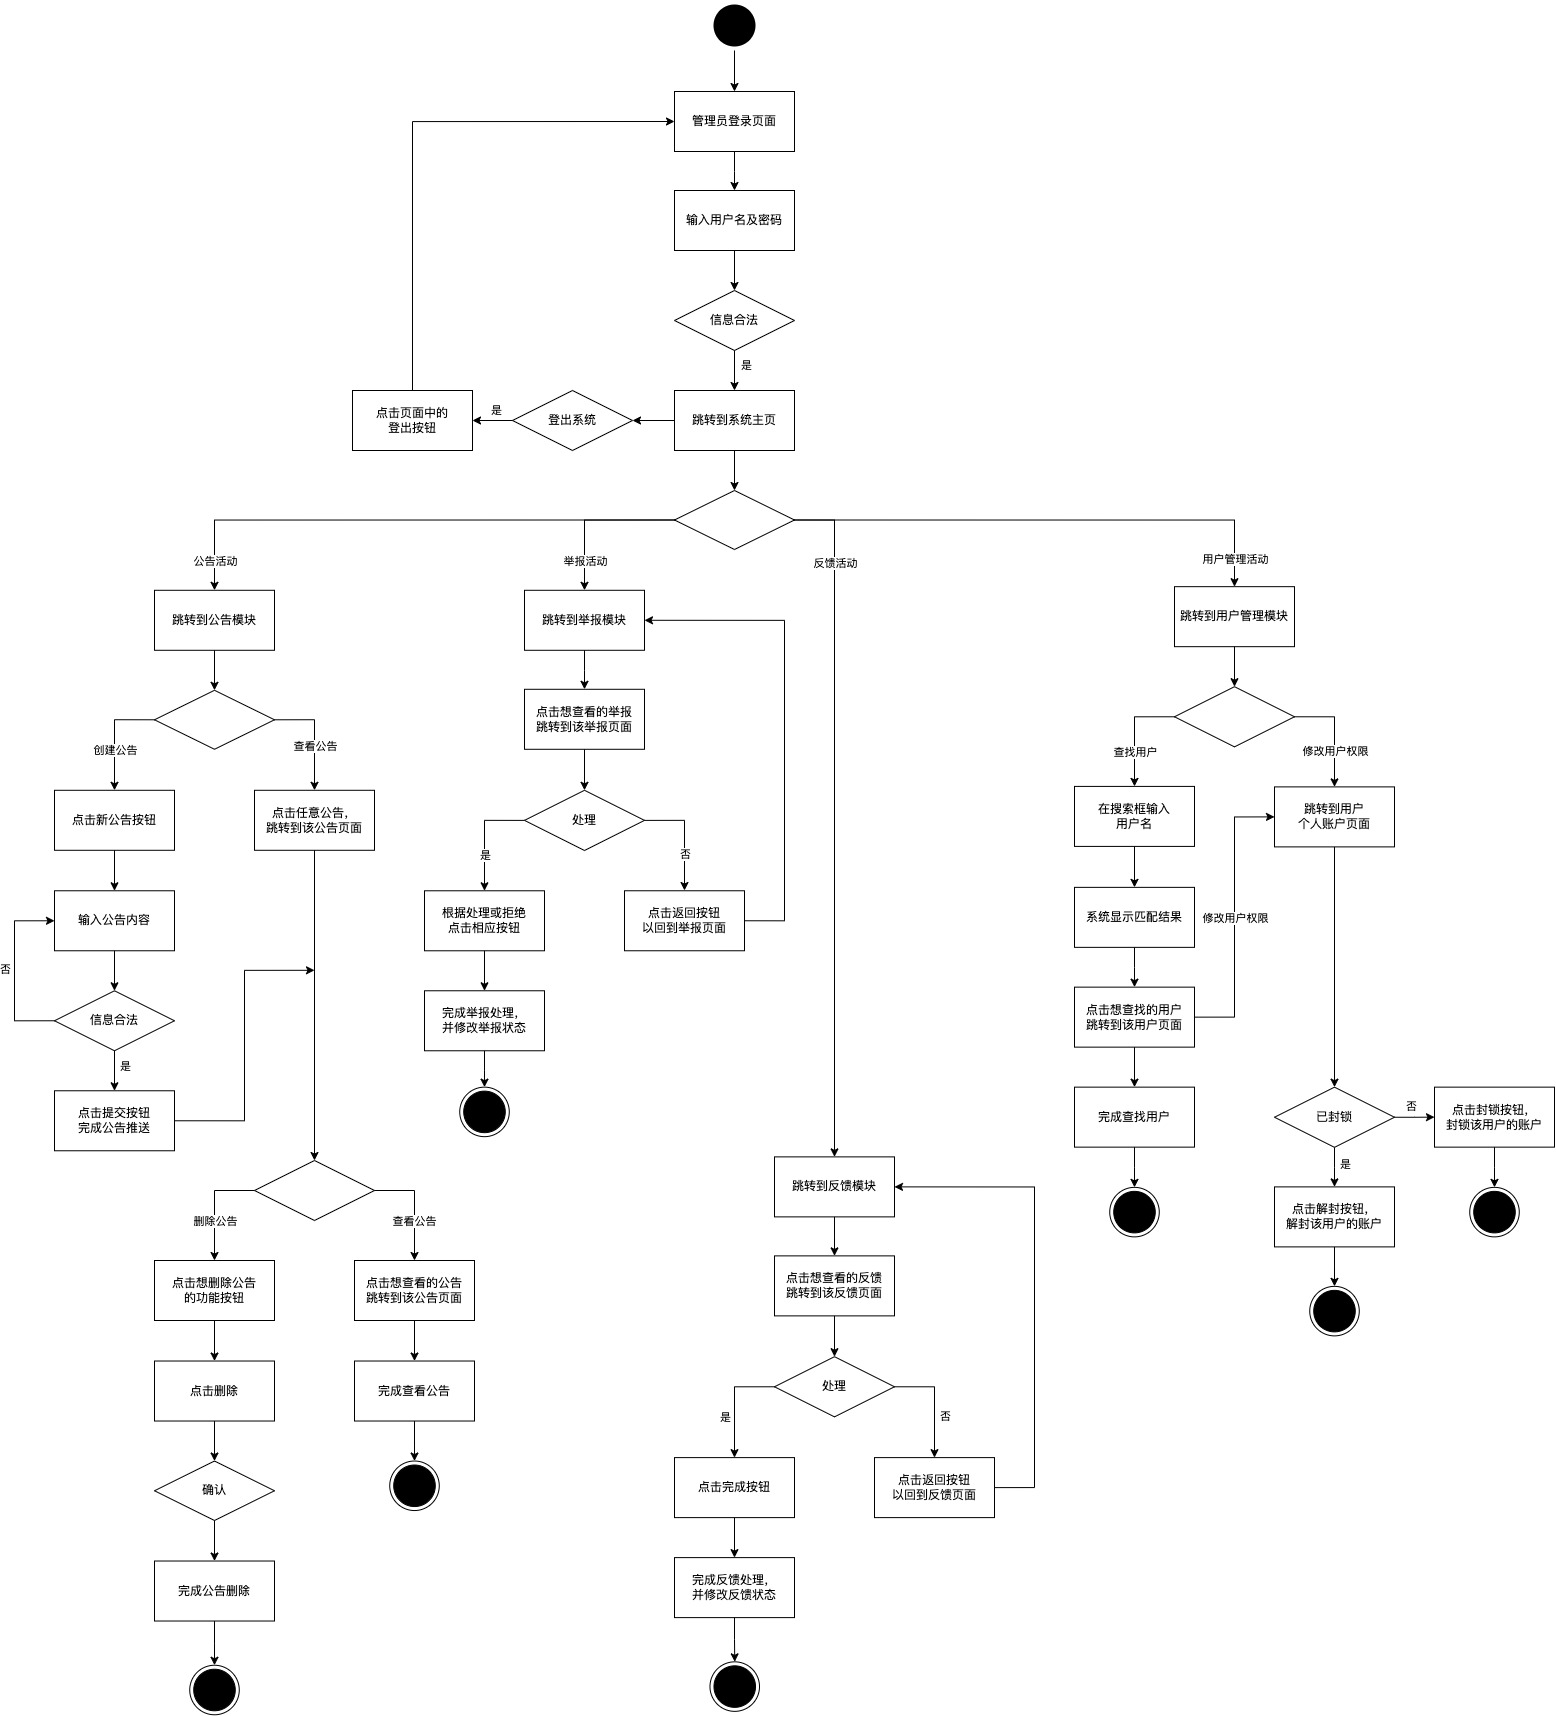 管理员登录页面
输入用户名及密码
信息合法
是
点击页面中的
登出按钮
是
登出系统
跳转到系统主页
公告活动
举报活动
反馈活动
用户管理活动
跳转到公告模块
创建公告
查看公告
点击新公告按钮
点击任意公告，
跳转到该公告页面
输入公告内容
否
信息合法
是
点击提交按钮
完成公告推送
删除公告
查看公告
点击想删除公告
的功能按钮
点击想查看的公告
跳转到该公告页面
点击删除
完成查看公告
确认
完成公告删除
跳转到举报模块
点击想查看的举报
跳转到该举报页面
处理
是
否
根据处理或拒绝
点击相应按钮
点击返回按钮
以回到举报页面
完成举报处理，
并修改举报状态
跳转到反馈模块
点击想查看的反馈
跳转到该反馈页面
处理
是
否
点击完成按钮
点击返回按钮
以回到反馈页面
完成反馈处理，
并修改反馈状态
跳转到用户管理模块
查找用户
修改用户权限
在搜索框输入
用户名
跳转到用户
个人账户页面
系统显示匹配结果
修改用户权限
点击想查找的用户
跳转到该用户页面
完成查找用户
已封锁
否
点击封锁按钮，
封锁该用户的账户
是
点击解封按钮，
解封该用户的账户